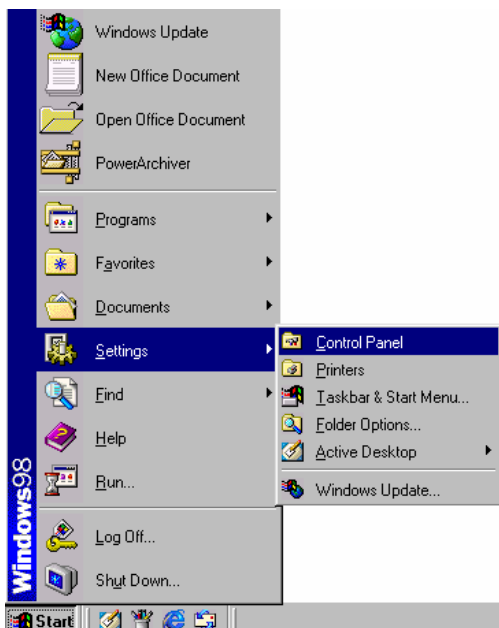 Windows Update
New Office Document
Open Office Document
PowerArchiver
Programs
Favorites
Documents
Settings
Find
Help
Run...
Log Off...
Shut Down...
Control Panel
Printers
Taskbar & Start Menu...
Folder Options...
Active Desktop
Windows Update...
Windows98
Start